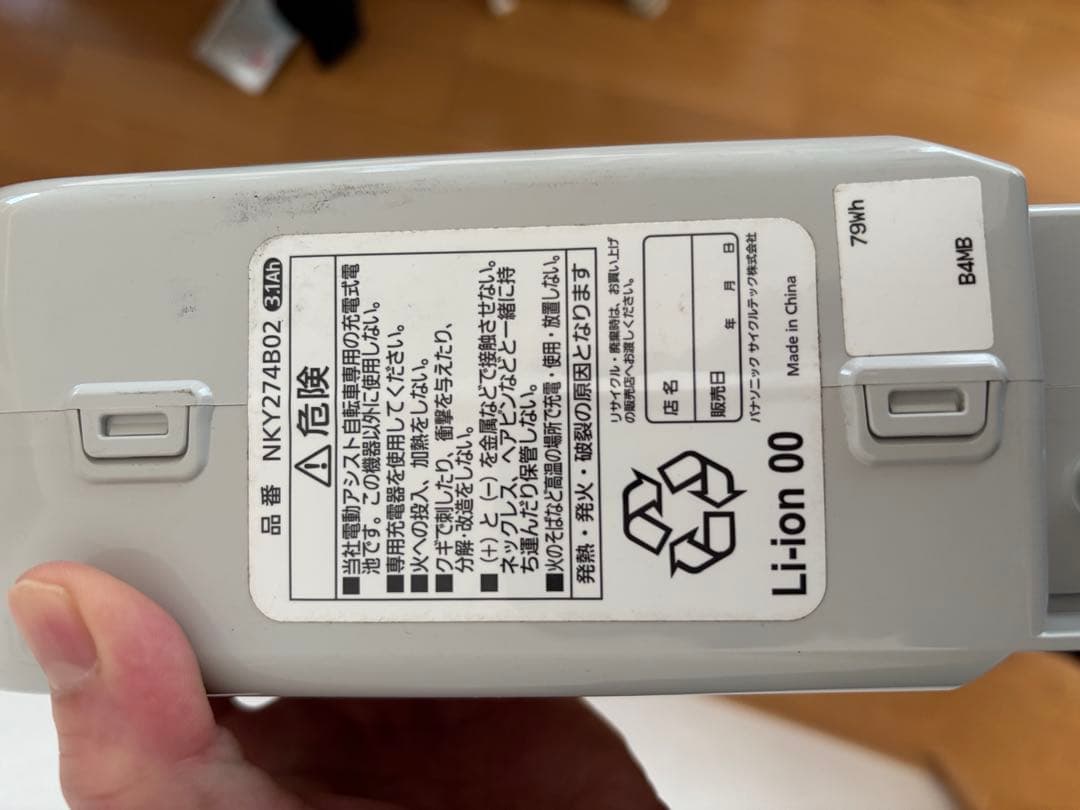 品番 NKY274B02 3.1Ah
危険
■当社電動アシスト自転車専用の充電式電
池です。この機器以外に使用しない。
■専用充電器を使用してください。
■火への投入、加熱をしない。
■クギで刺したり、衝撃を与えたり、
分解・改造をしない。
■(+)と(−)を金属などで接触させない。
ネックレス、ヘアピンなどと一緒に持
ち運んだり保管しない。
■火のそばなど高温の場所で充電・使用・放置しない。
発熱・発火・破裂の原因となります
リサイクル・廃棄時は、お買い上げ
の販売店へお渡しください。
店名
販売日 年 月 日
パナソニック サイクルテック株式会社
Made in China
Li-ion 00
79Wh
B4MB